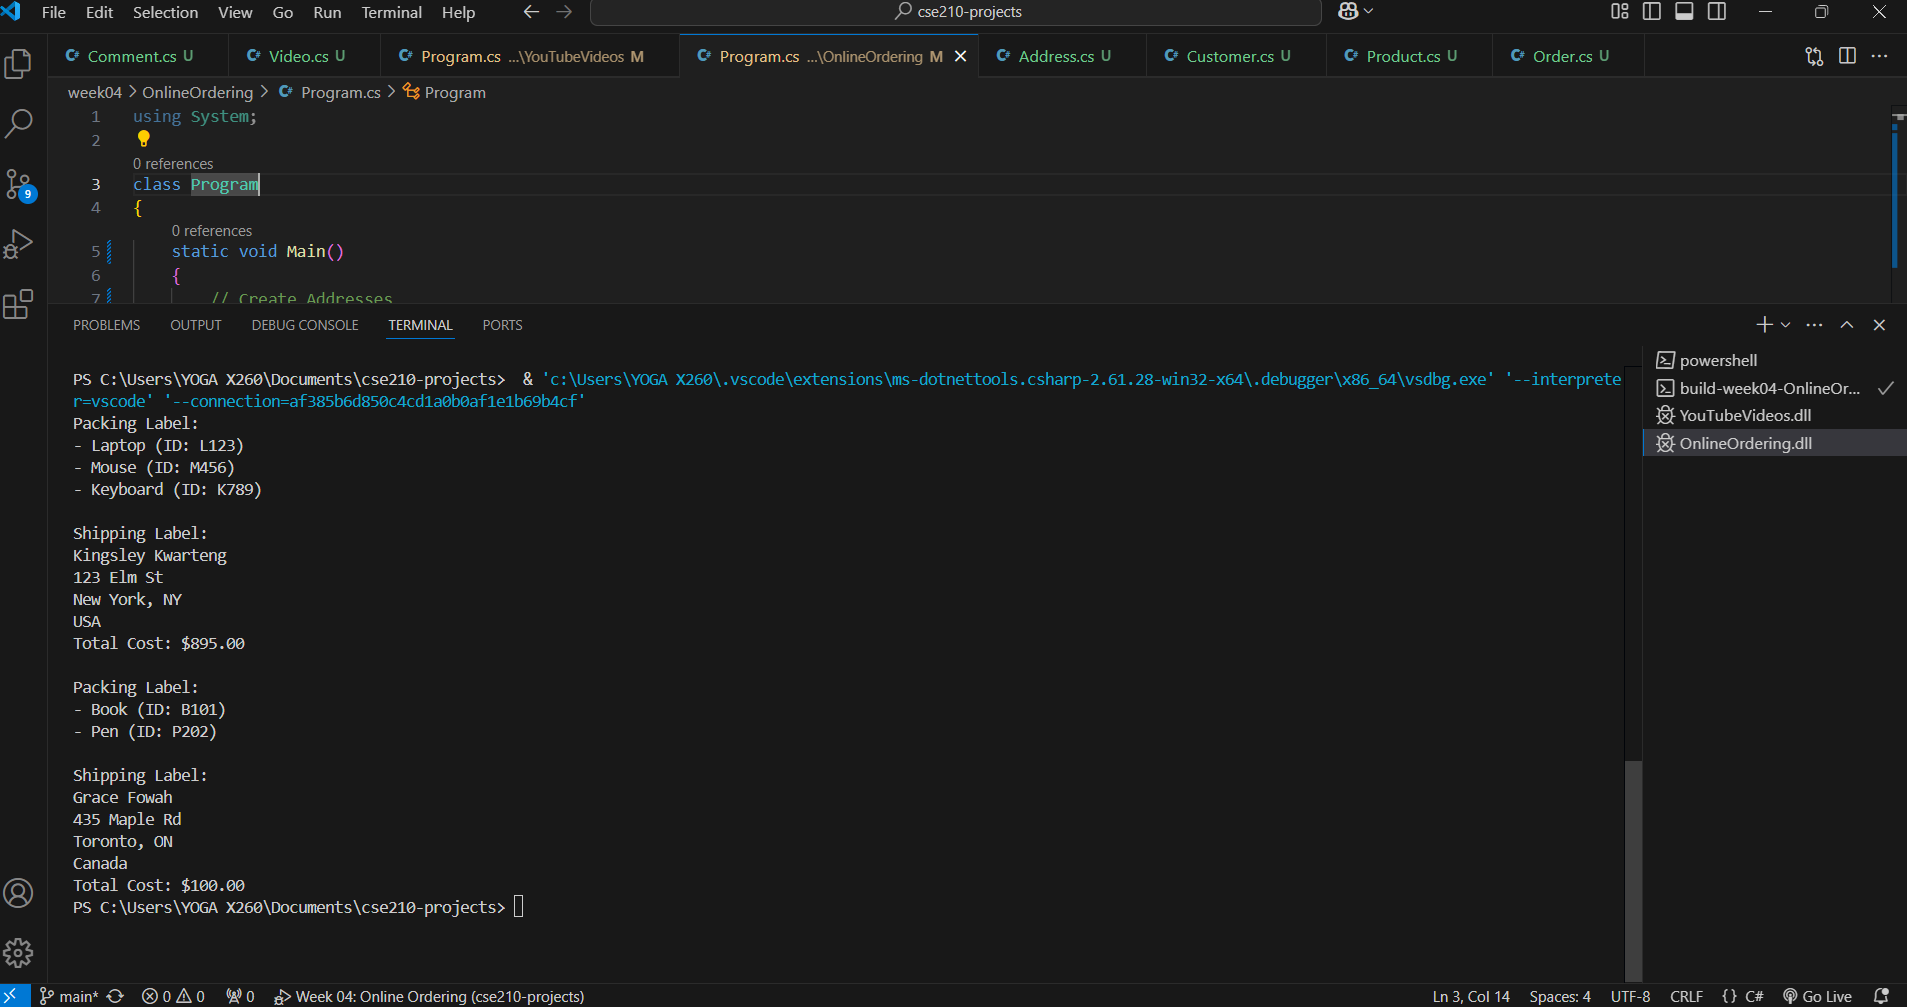 File Edit Selection View Go Run Terminal Help cse210-projects
Comment.cs U Video.cs U Program.cs ...\YouTubeVideos M Program.cs ...\OnlineOrdering M Address.cs U Customer.cs U Product.cs U Order.cs U
week04 > OnlineOrdering > Program.cs > Program
1 using System;
2
0 references
3 class Program
4 {
0 references
5 static void Main()
6 {
7 // Create Addresses
9
PROBLEMS OUTPUT DEBUG CONSOLE TERMINAL PORTS
PS C:\Users\YOGA X260\Documents\cse210-projects> & 'c:\Users\YOGA X260\.vscode\extensions\ms-dotnettools.csharp-2.61.28-win32-x64\.debugger\x86_64\vsdbg.exe' '--interprete
r=vscode' '--connection=af385b6d850c4cd1a0b0af1e1b69b4cf'
Packing Label:
- Laptop (ID: L123)
- Mouse (ID: M456)
- Keyboard (ID: K789)
Shipping Label:
Kingsley Kwarteng
123 Elm St
New York, NY
USA
Total Cost: $895.00
Packing Label:
- Book (ID: B101)
- Pen (ID: P202)
Shipping Label:
Grace Fowah
435 Maple Rd
Toronto, ON
Canada
Total Cost: $100.00
PS C:\Users\YOGA X260\Documents\cse210-projects>
powershell
build-week04-OnlineOr...
YouTubeVideos.dll
OnlineOrdering.dll
main* 0 0 0 Week 04: Online Ordering (cse210-projects) Ln 3, Col 14 Spaces: 4 UTF-8 CRLF {} C# Go Live